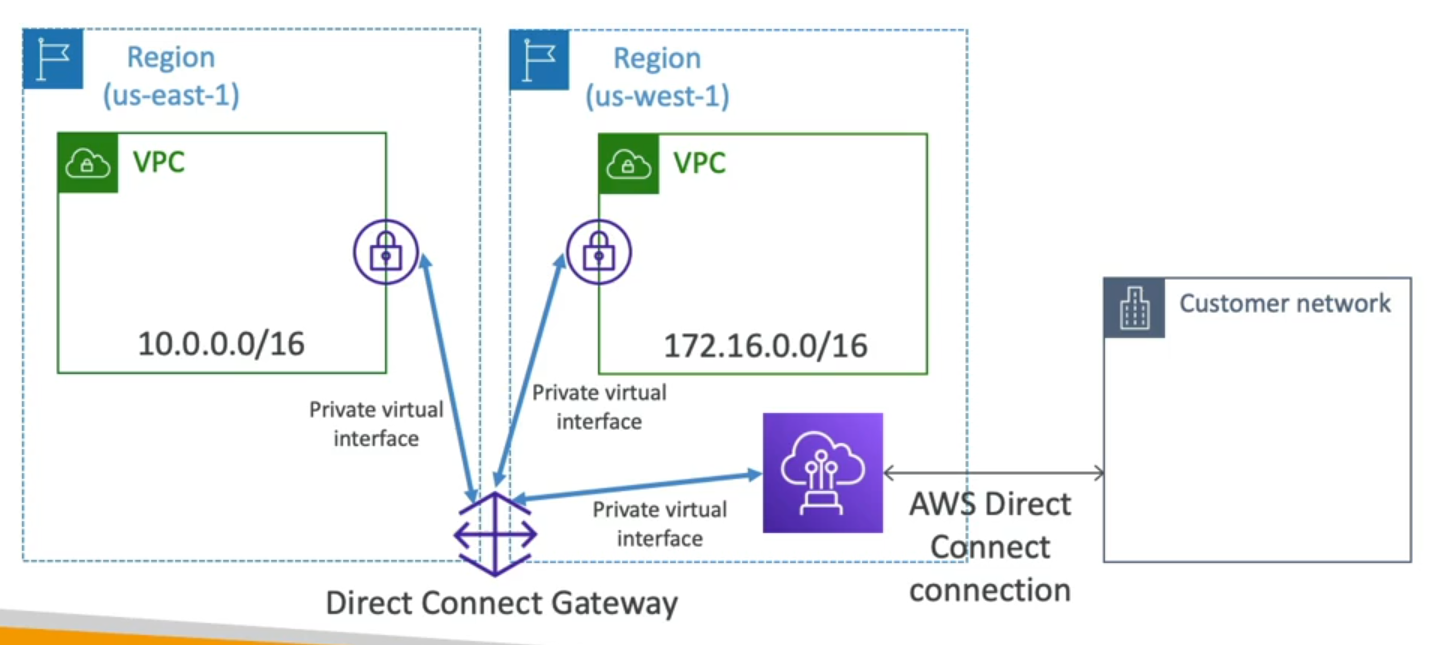 Region
(us-east-1)
Region
(us-west-1)
VPC
VPC
Customer network
10.0.0.0/16
172.16.0.0/16
Private virtual
interface
Private virtual
interface
Private virtual
interface
AWS Direct
Connect
connection
Direct Connect Gateway